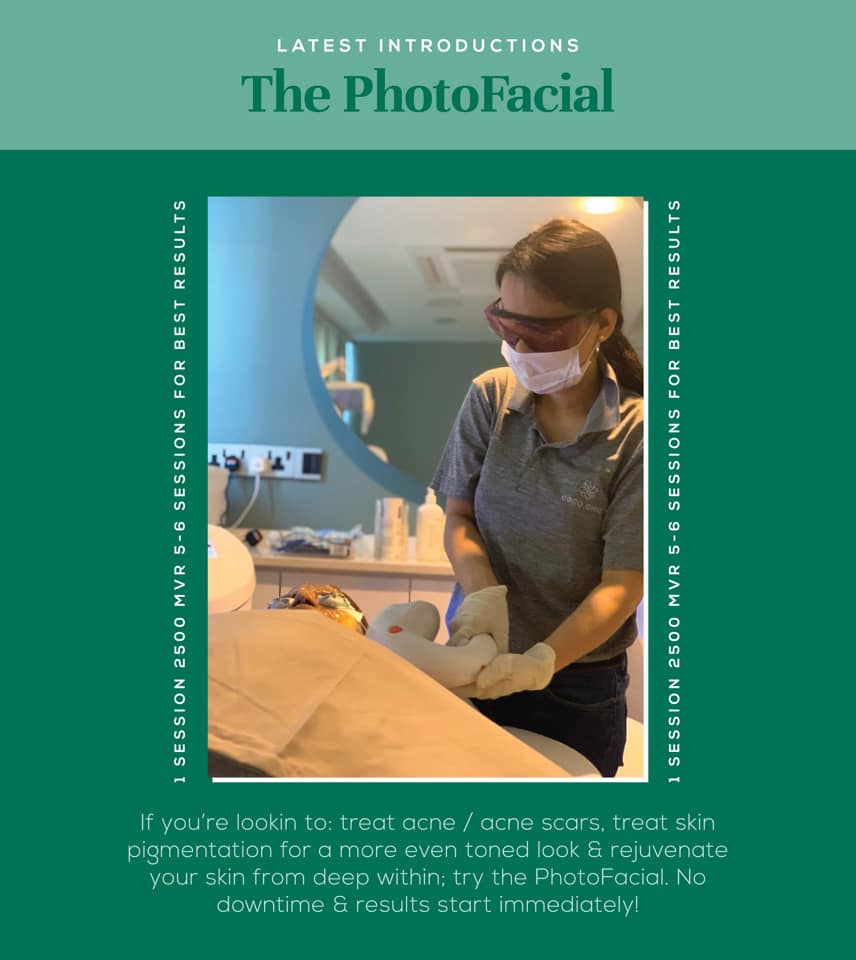 LATEST INTRODUCTIONS
The PhotoFacial
1 SESSION 2500 MVR 5-6 SESSIONS FOR BEST RESULTS
1 SESSION 2500 MVR 5-6 SESSIONS FOR BEST RESULTS
If you're lookin to: treat acne / acne scars, treat skin
pigmentation for a more even toned look & rejuvenate
your skin from deep within; try the PhotoFacial. No
downtime & results start immediately!